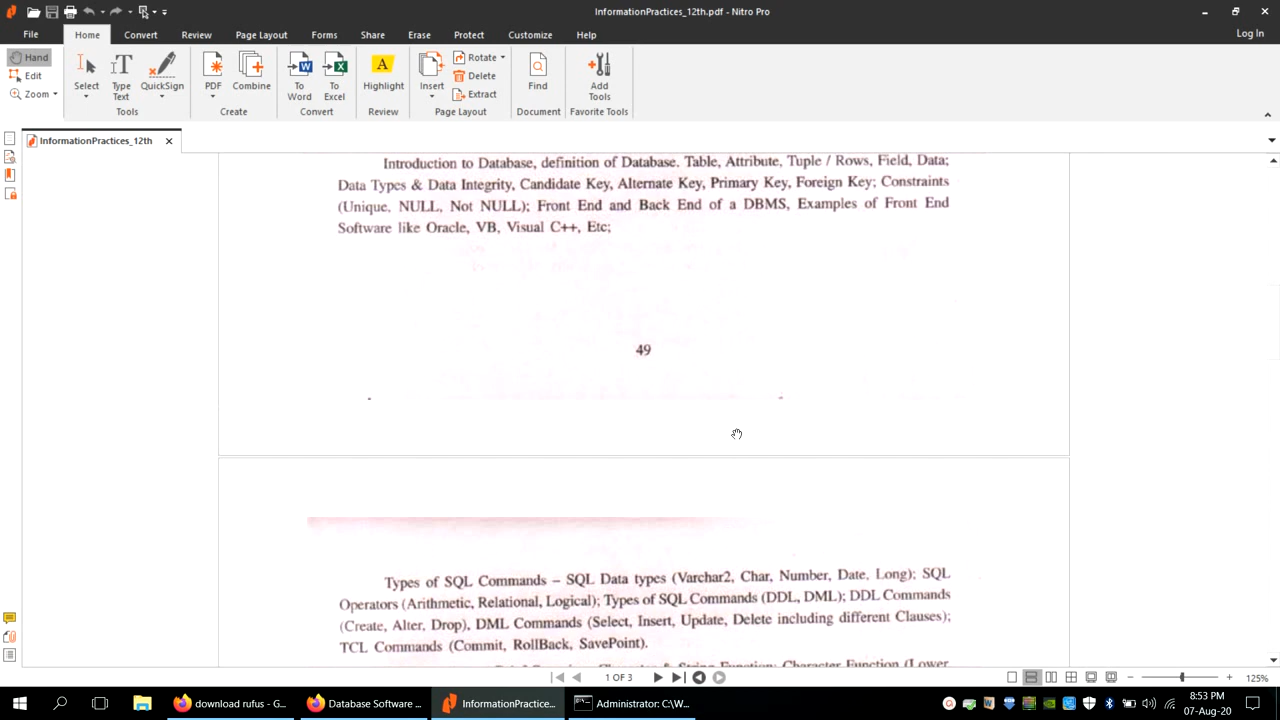 InformationPractices_12th.pdf - Nitro Pro
File Home Convert Review Page Layout Forms Share Erase Protect Customize Help Log In
Hand
Edit
Zoom
Select
Type Text
QuickSign
Tools
PDF
Combine
Create
To Word
To Excel
Convert
Highlight
Review
Insert
Rotate
Delete
Extract
Page Layout
Find
Document
Add Tools
Favorite Tools
InformationPractices_12th
Introduction to Database, definition of Database. Table, Attribute, Tuple / Rows, Field, Data;
Data Types & Data Integrity, Candidate Key, Alternate Key, Primary Key, Foreign Key; Constraints
(Unique, NULL, Not NULL); Front End and Back End of a DBMS, Examples of Front End
Software like Oracle, VB, Visual C++, Etc;
49
Types of SQL Commands – SQL Data types (Varchar2, Char, Number, Date, Long); SQL
Operators (Arithmetic, Relational, Logical); Types of SQL Commands (DDL, DML); DDL Commands
(Create, Alter, Drop), DML Commands (Select, Insert, Update, Delete including different Clauses);
TCL Commands (Commit, RollBack, SavePoint).
Character & String Function; Character Function (Lower
1 OF 3
125%
download rufus - G...
Database Software ...
InformationPractice...
Administrator: C:\W...
8:53 PM
07-Aug-20